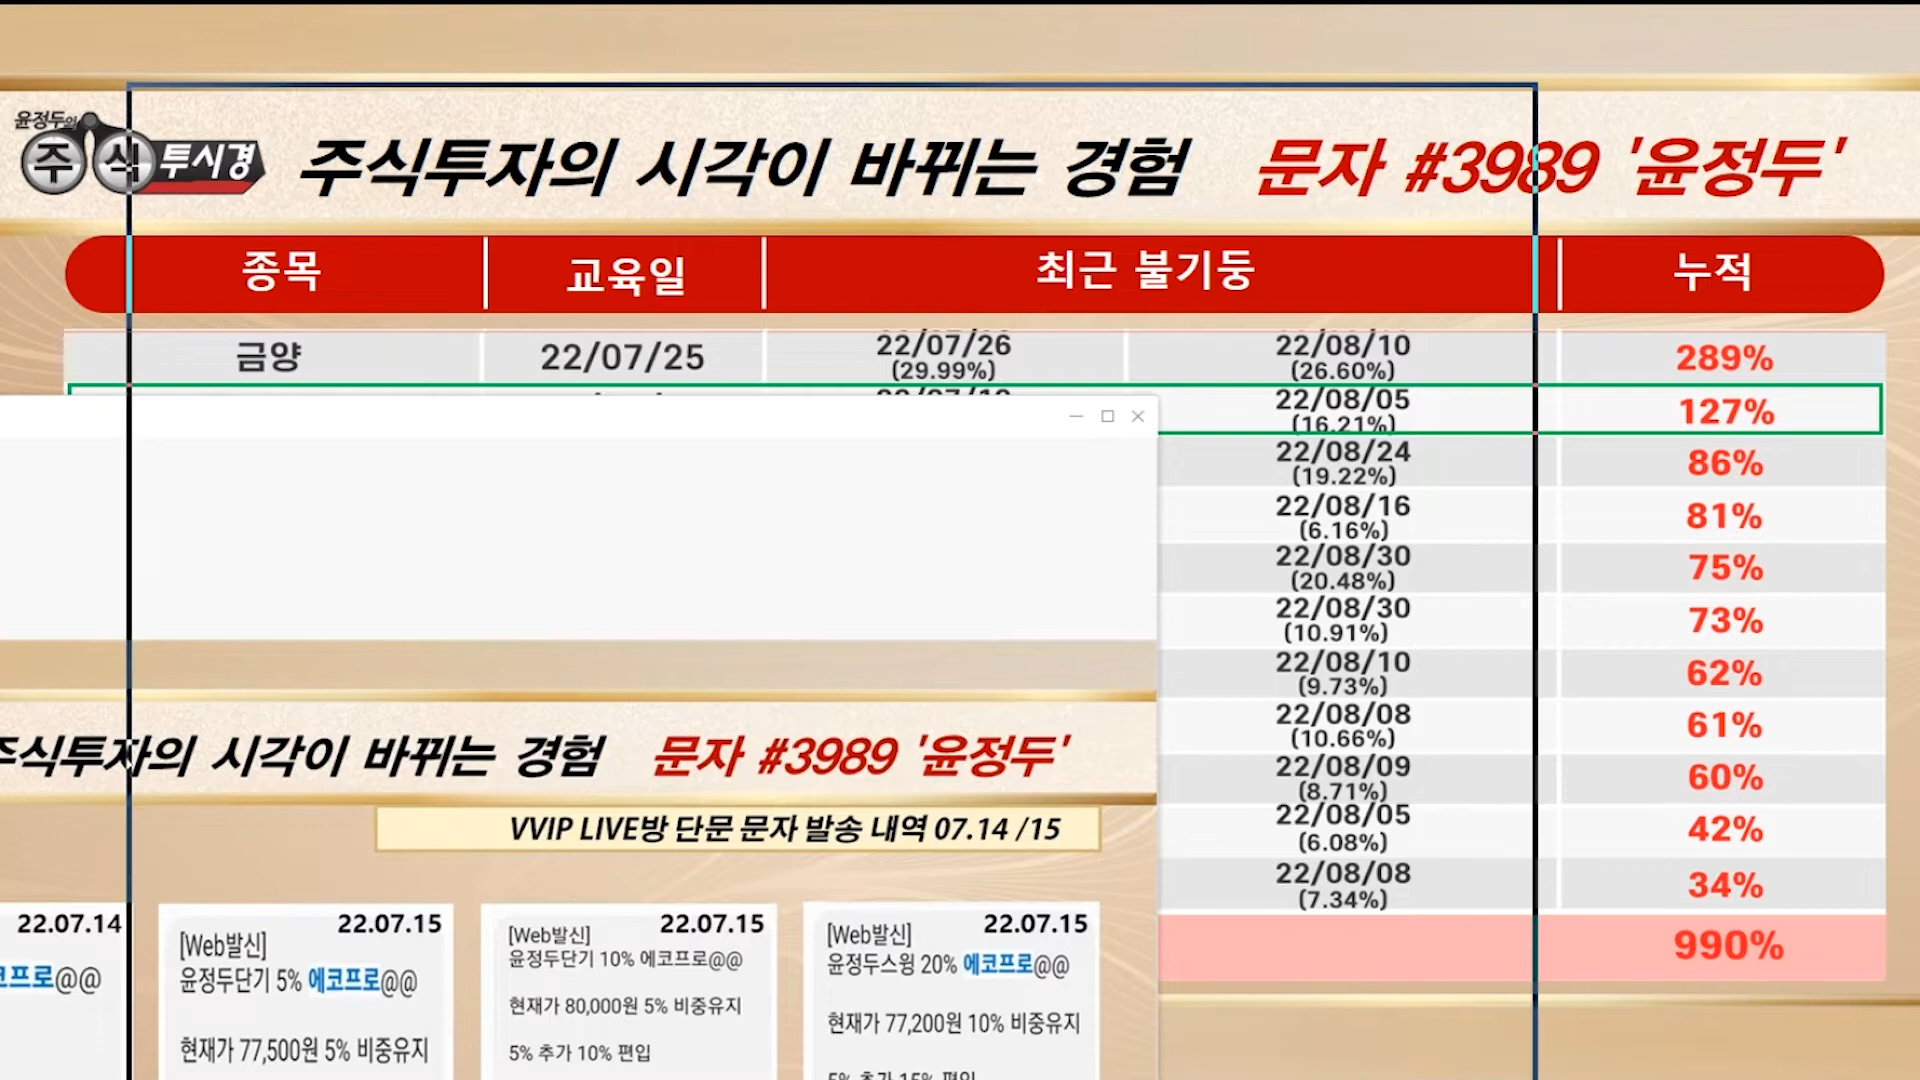 윤정두의
주식투시경
주식투자의 시각이 바뀌는 경험 문자 #3989 '윤정두'
종목 교육일 최근 불기둥 누적
금양 22/07/25 22/07/26 22/08/10 289%
(29.99%) (26.60%)
22/08/05 127%
(16.21%)
22/08/24 86%
(19.22%)
22/08/16 81%
(6.16%)
22/08/30 75%
(20.48%)
22/08/30 73%
(10.91%)
22/08/10 62%
(9.73%)
22/08/08 61%
(10.66%)
22/08/09 60%
(8.71%)
22/08/05 42%
(6.08%)
22/08/08 34%
(7.34%)
990%
주식투자의 시각이 바뀌는 경험 문자 #3989 '윤정두'
VVIP LIVE방 단문 문자 발송 내역 07.14 /15
22.07.14
코프로@@
22.07.15
[Web발신]
윤정두단기 5% 에코프로@@
현재가 77,500원 5% 비중유지
22.07.15
[Web발신]
윤정두단기 10% 에코프로@@
현재가 80,000원 5% 비중유지
5% 추가 10% 편입
22.07.15
[Web발신]
윤정두스윙 20% 에코프로@@
현재가 77,200원 10% 비중유지
5% 추가 15% 편입